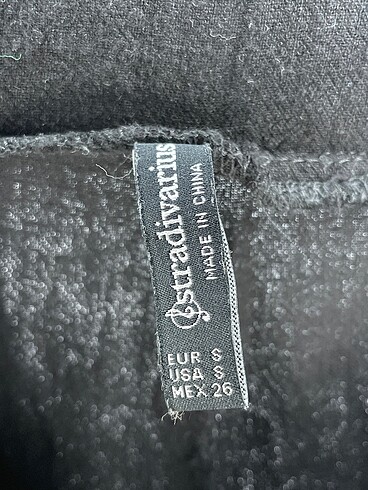 stradivarius
MADE IN CHINA
EUR S
USA S
MEX 26